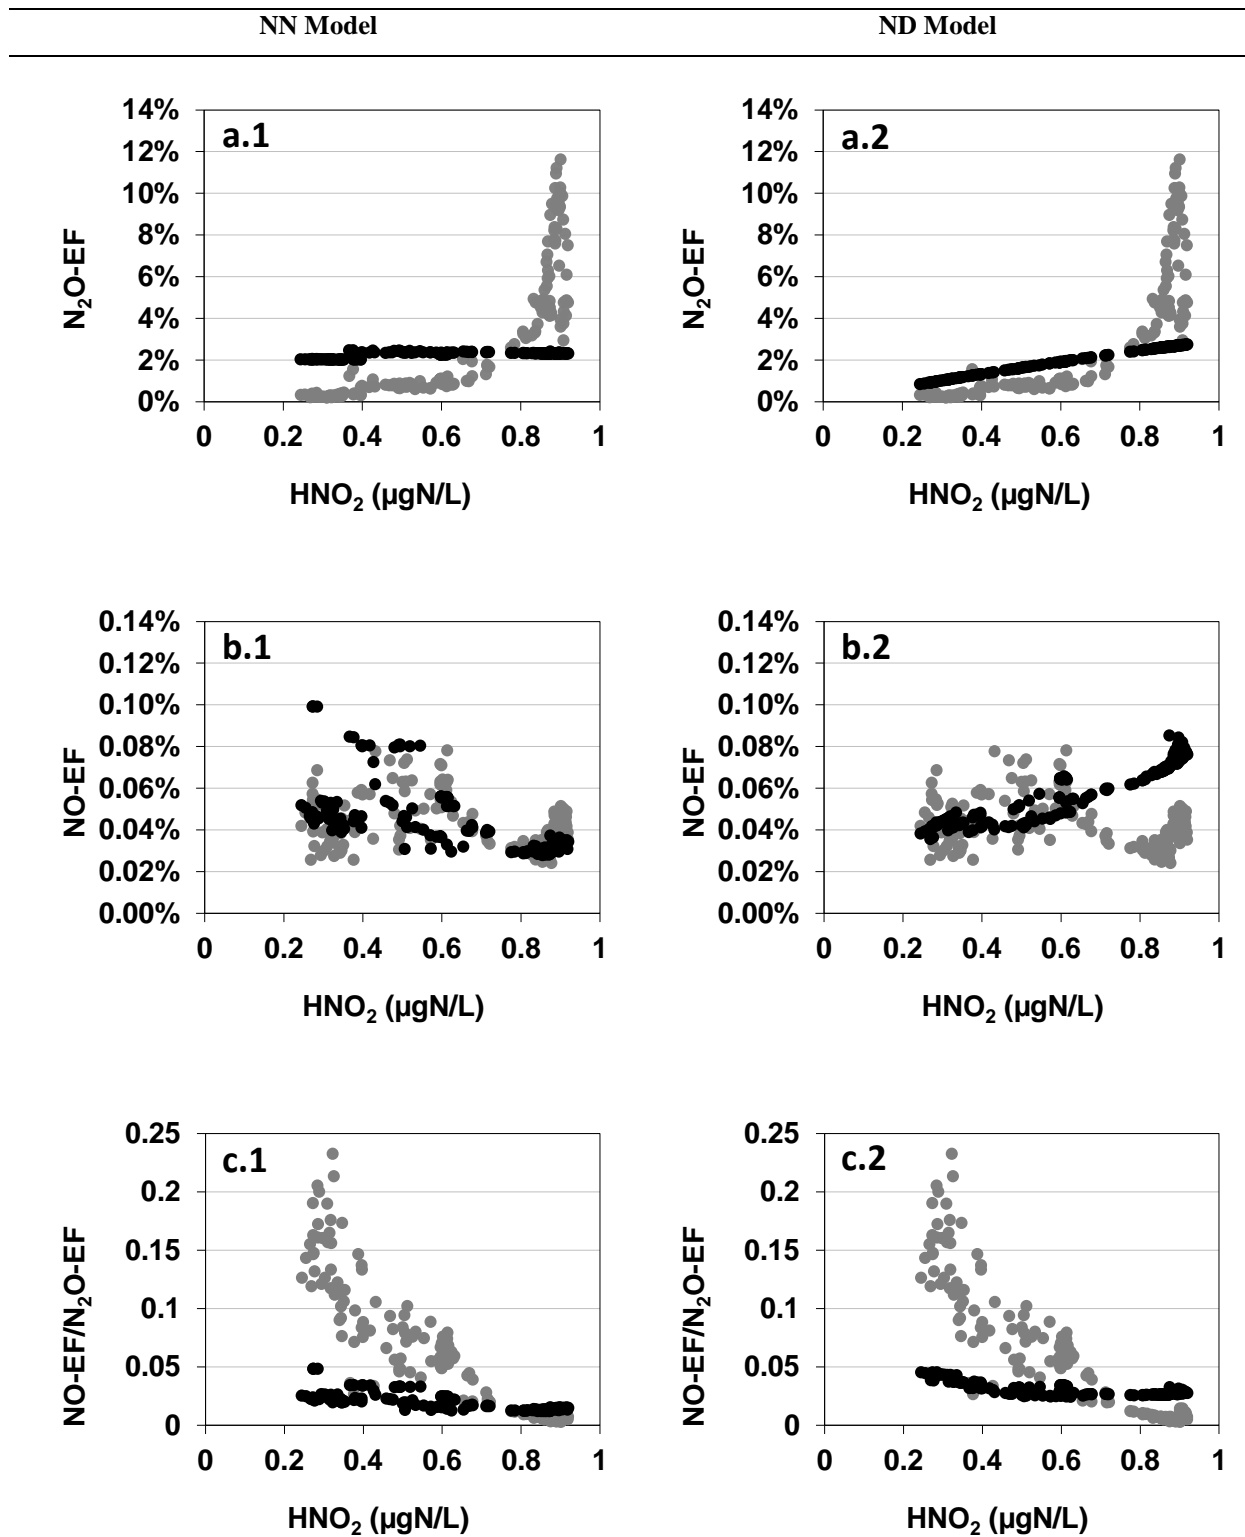 NN Model
ND Model
a.1
14%
12%
10%
8%
6%
4%
2%
0%
0 0.2 0.4 0.6 0.8 1
N2O-EF
HNO2 (µgN/L)
a.2
14%
12%
10%
8%
6%
4%
2%
0%
0 0.2 0.4 0.6 0.8 1
N2O-EF
HNO2 (µgN/L)
b.1
0.14%
0.12%
0.10%
0.08%
0.06%
0.04%
0.02%
0.00%
0 0.2 0.4 0.6 0.8 1
NO-EF
HNO2 (µgN/L)
b.2
0.14%
0.12%
0.10%
0.08%
0.06%
0.04%
0.02%
0.00%
0 0.2 0.4 0.6 0.8 1
NO-EF
HNO2 (µgN/L)
c.1
0.25
0.2
0.15
0.1
0.05
0
0 0.2 0.4 0.6 0.8 1
NO-EF/N2O-EF
HNO2 (µgN/L)
c.2
0.25
0.2
0.15
0.1
0.05
0
0 0.2 0.4 0.6 0.8 1
NO-EF/N2O-EF
HNO2 (µgN/L)